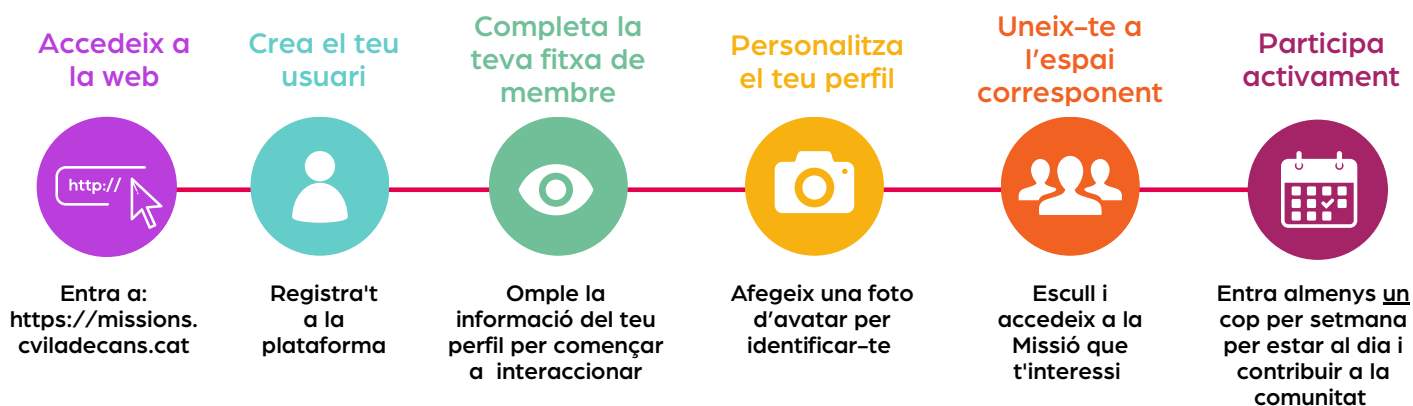 Accedeix a
la web
Crea el teu
usuari
Completa la
teva fitxa de
membre
Personalitza
el teu perfil
Uneix-te a
l’espai
corresponent
Participa
activament
http://
Entra a:
https://missions.
cviladecans.cat
Registra't
a la
plataforma
Omple la
informació del teu
perfil per començar
a interaccionar
Afegeix una foto
d’avatar per
identificar-te
Escull i
accedeix a la
Missió que
t'interessi
Entra almenys un
cop per setmana
per estar al dia i
contribuir a la
comunitat